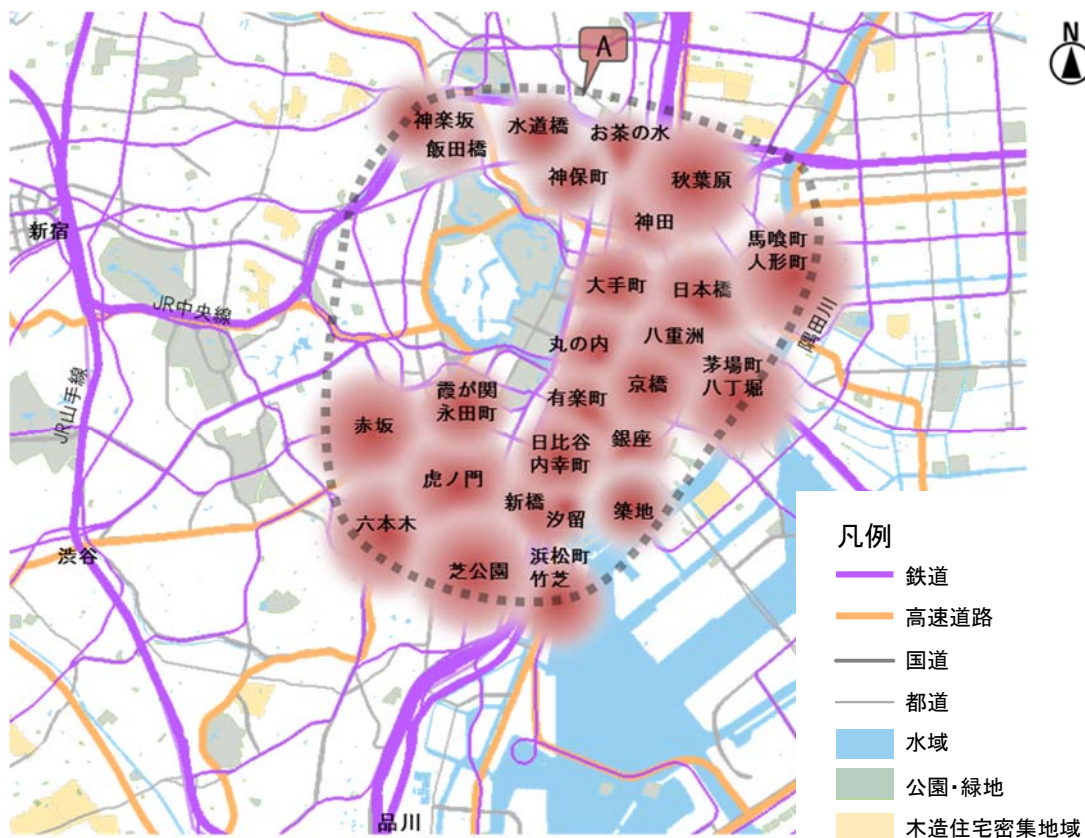 N
A
神楽坂
飯田橋
水道橋
お茶の水
神保町
秋葉原
神田
馬喰町
人形町
新宿
大手町
日本橋
JR中央線
隅田川
丸の内
八重洲
茅場町
八丁堀
JR山手線
霞が関
永田町
有楽町
京橋
赤坂
日比谷
内幸町
銀座
虎ノ門
新橋
汐留
築地
六本木
渋谷
芝公園
浜松町
竹芝
品川
凡例
鉄道
高速道路
国道
都道
水域
公園・緑地
木造住宅密集地域